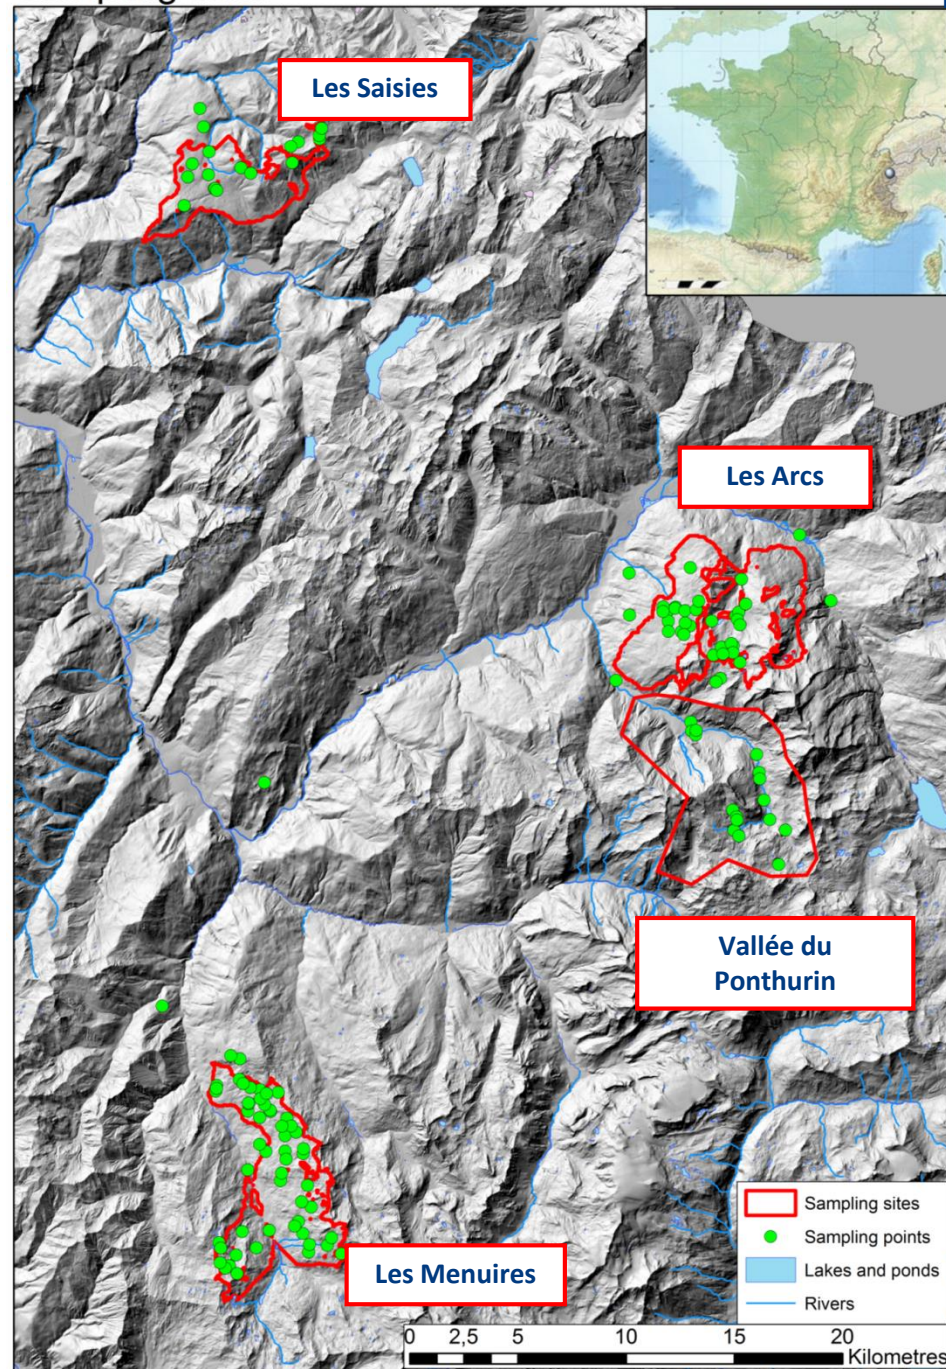 Les Saisies
Les Arcs
Vallée du
Ponthurin
Les Menuires
Sampling sites
Sampling points
Lakes and ponds
Rivers
0 2,5 5 10 15 20
Kilometres